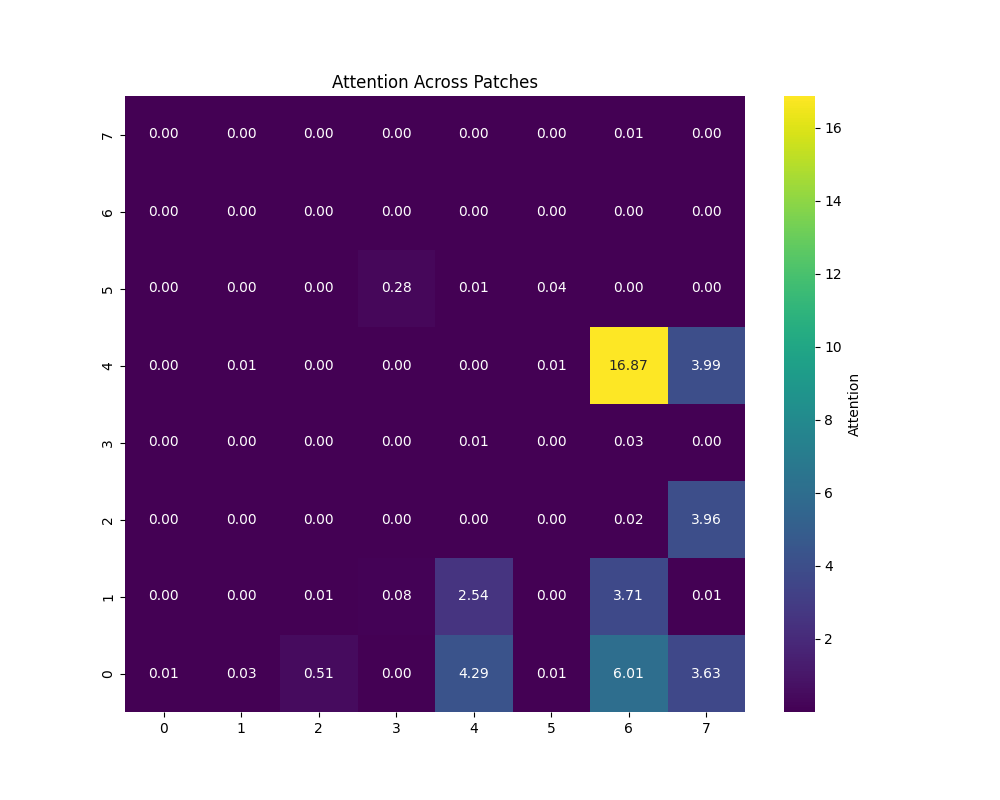 Attention Across Patches
7 0.00 0.00 0.00 0.00 0.00 0.00 0.01 0.00
6 0.00 0.00 0.00 0.00 0.00 0.00 0.00 0.00
5 0.00 0.00 0.00 0.28 0.01 0.04 0.00 0.00
4 0.00 0.01 0.00 0.00 0.00 0.01 16.87 3.99
3 0.00 0.00 0.00 0.00 0.01 0.00 0.03 0.00
2 0.00 0.00 0.00 0.00 0.00 0.00 0.02 3.96
1 0.00 0.00 0.01 0.08 2.54 0.00 3.71 0.01
0 0.01 0.03 0.51 0.00 4.29 0.01 6.01 3.63
0 1 2 3 4 5 6 7
16
14
12
10
8
6
4
2
Attention